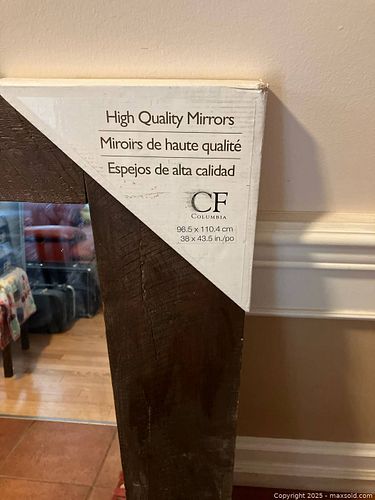 High Quality Mirrors
Miroirs de haute qualité
Espejos de alta calidad
CF
COLUMBIA
96.5 x 110.4 cm
38 x 43.5 in./po
Copyright 2025 - maxsold.com